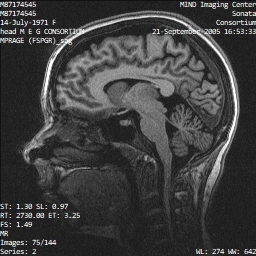 M87174545
MIND Imaging Center
M87174545
Sonata
14-July-1971 F
Consortium
head M E G CONSORTIUM
21-September-2005 16:53:33
MPRAGE (FSPGR)_sag
ST: 1.30 SL: 0.97
RT: 2730.00 ET: 3.25
FS: 1.49
MR
Images: 75/144
Series: 2
WL: 274 WW: 642